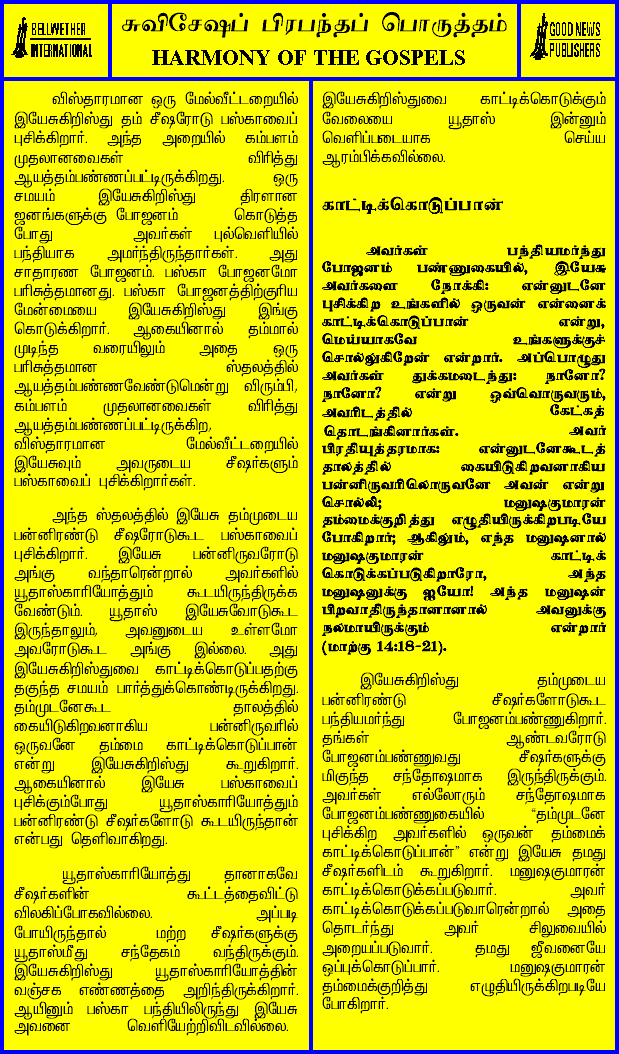 BELLWETHER
INTERNATIONAL
சுவிசேஷப் பிரபந்தப் பொருத்தம்
HARMONY OF THE GOSPELS
GOOD NEWS
PUBLISHERS
விஸ்தாரமான ஒரு மேல்வீட்டறையில்
இயேசுகிறிஸ்து தம் சீஷரோடு பஸ்காவைப்
புசிக்கிறார். அந்த அறையில் கம்பளம்
முதலானவைகள் விரித்து
ஆயத்தம்பண்ணப்பட்டிருக்கிறது. ஒரு
சமயம் இயேசுகிறிஸ்து திரளான
ஜனங்களுக்கு போஜனம் கொடுத்த
போது அவர்கள் புல்வெளியில்
பந்தியாக அமர்ந்திருந்தார்கள். அது
சாதாரண போஜனம். பஸ்கா போஜனமோ
பரிசுத்தமானது. பஸ்கா போஜனத்திற்குரிய
மேன்மையை இயேசுகிறிஸ்து இங்கு
கொடுக்கிறார். ஆகையினால் தம்மால்
முடிந்த வரையிலும் அதை ஒரு
பரிசுத்தமான ஸ்தலத்தில்
ஆயத்தம்பண்ணவேண்டுமென்று விரும்பி,
கம்பளம் முதலானவைகள் விரித்து
ஆயத்தம்பண்ணப்பட்டிருக்கிற,
விஸ்தாரமான மேல்வீட்டறையில்
இயேசுவும் அவருடைய சீஷர்களும்
பஸ்காவைப் புசிக்கிறார்கள்.
அந்த ஸ்தலத்தில் இயேசு தம்முடைய
பன்னிரண்டு சீஷரோடுகூட பஸ்காவைப்
புசிக்கிறார். இயேசு பன்னிருவரோடு
அங்கு வந்தாரென்றால் அவர்களில்
யூதாஸ்காரியோத்தும் கூடயிருந்திருக்க
வேண்டும். யூதாஸ் இயேசுவோடுகூட
இருந்தாலும், அவனுடைய உள்ளமோ
அவரோடுகூட அங்கு இல்லை. அது
இயேசுகிறிஸ்துவை காட்டிக்கொடுப்பதற்கு
தகுந்த சமயம் பார்த்துக்கொண்டிருக்கிறது.
தம்முடனேகூட தாலத்தில்
கையிடுகிறவனாகிய பன்னிருவரில்
ஒருவனே தம்மை காட்டிக்கொடுப்பான்
என்று இயேசுகிறிஸ்து கூறுகிறார்.
ஆகையினால் இயேசு பஸ்காவைப்
புசிக்கும்போது யூதாஸ்காரியோத்தும்
பன்னிரண்டு சீஷர்களோடு கூடயிருந்தான்
என்பது தெளிவாகிறது.
யூதாஸ்காரியோத்து தானாகவே
சீஷர்களின் கூட்டத்தைவிட்டு
விலகிப்போகவில்லை. அப்படி
போயிருந்தால் மற்ற சீஷர்களுக்கு
யூதாஸ்மீது சந்தேகம் வந்திருக்கும்.
இயேசுகிறிஸ்து யூதாஸ்காரியோத்தின்
வஞ்சக எண்ணத்தை அறிந்திருக்கிறார்.
ஆயினும் பஸ்கா பந்தியிலிருந்து இயேசு
அவனை வெளியேற்றிவிடவில்லை.
இயேசுகிறிஸ்துவை காட்டிக்கொடுக்கும்
வேலையை யூதாஸ் இன்னும்
வெளிப்படையாக செய்ய
ஆரம்பிக்கவில்லை.
காட்டிக்கொடுப்பான்
அவர்கள் பந்தியமர்ந்து
போஜனம் பண்ணுகையில், இயேசு
அவர்களை நோக்கி: என்னுடனே
புசிக்கிற உங்களில் ஒருவன் என்னைக்
காட்டிக்கொடுப்பான் என்று,
மெய்யாகவே உங்களுக்குச்
சொல்லுகிறேன் என்றார். அப்பொழுது
அவர்கள் துக்கமடைந்து: நானோ?
நானோ? என்று ஒவ்வொருவரும்,
அவரிடத்தில் கேட்கத்
தொடங்கினார்கள். அவர்
பிரதியுத்தரமாக: என்னுடனேகூடத்
தாலத்தில் கையிடுகிறவனாகிய
பன்னிருவரிலொருவனே அவன் என்று
சொல்லி; மனுஷகுமாரன்
தம்மைக்குறித்து எழுதியிருக்கிறபடியே
போகிறார்; ஆகிலும், எந்த மனுஷனால்
மனுஷகுமாரன் காட்டிக்
கொடுக்கப்படுகிறாரோ, அந்த
மனுஷனுக்கு ஐயோ! அந்த மனுஷன்
பிறவாதிருந்தானானால் அவனுக்கு
நலமாயிருக்கும் என்றார்
(மாற்கு 14:18-21).
இயேசுகிறிஸ்து தம்முடைய
பன்னிரண்டு சீஷர்களோடுகூட
பந்தியமர்ந்து போஜனம்பண்ணுகிறார்.
தங்கள் ஆண்டவரோடு
போஜனம்பண்ணுவது சீஷர்களுக்கு
மிகுந்த சந்தோஷமாக இருந்திருக்கும்.
அவர்கள் எல்லோரும் சந்தோஷமாக
போஜனம்பண்ணுகையில் “தம்முடனே
புசிக்கிற அவர்களில் ஒருவன் தம்மைக்
காட்டிக்கொடுப்பான்” என்று இயேசு தமது
சீஷர்களிடம் கூறுகிறார். மனுஷகுமாரன்
காட்டிக்கொடுக்கப்படுவார். அவர்
காட்டிக்கொடுக்கப்படுவாரென்றால் அதை
தொடர்ந்து அவர் சிலுவையில்
அறையப்படுவார். தமது ஜீவனையே
ஒப்புக்கொடுப்பார். மனுஷகுமாரன்
தம்மைக்குறித்து எழுதியிருக்கிறபடியே
போகிறார்.